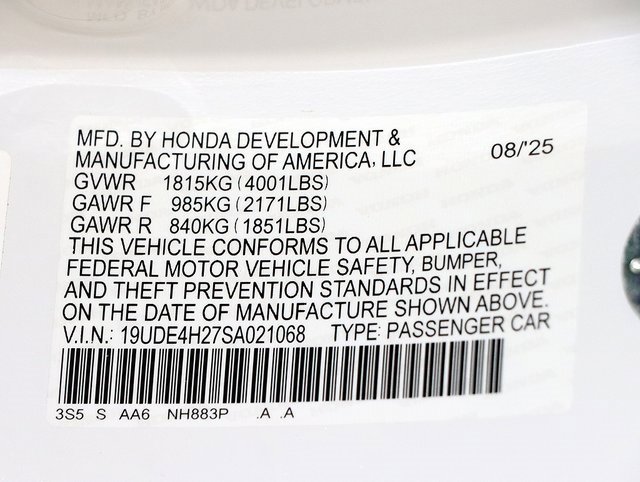 MFD. BY HONDA DEVELOPMENT &
MANUFACTURING OF AMERICA, LLC 08/'25
GVWR 1815KG (4001LBS)
GAWR F 985KG (2171LBS)
GAWR R 840KG (1851LBS)
THIS VEHICLE CONFORMS TO ALL APPLICABLE
FEDERAL MOTOR VEHICLE SAFETY, BUMPER,
AND THEFT PREVENTION STANDARDS IN EFFECT
ON THE DATE OF MANUFACTURE SHOWN ABOVE.
V.I.N.: 19UDE4H27SA021068 TYPE: PASSENGER CAR
3S5 S AA6 NH883P .A .A